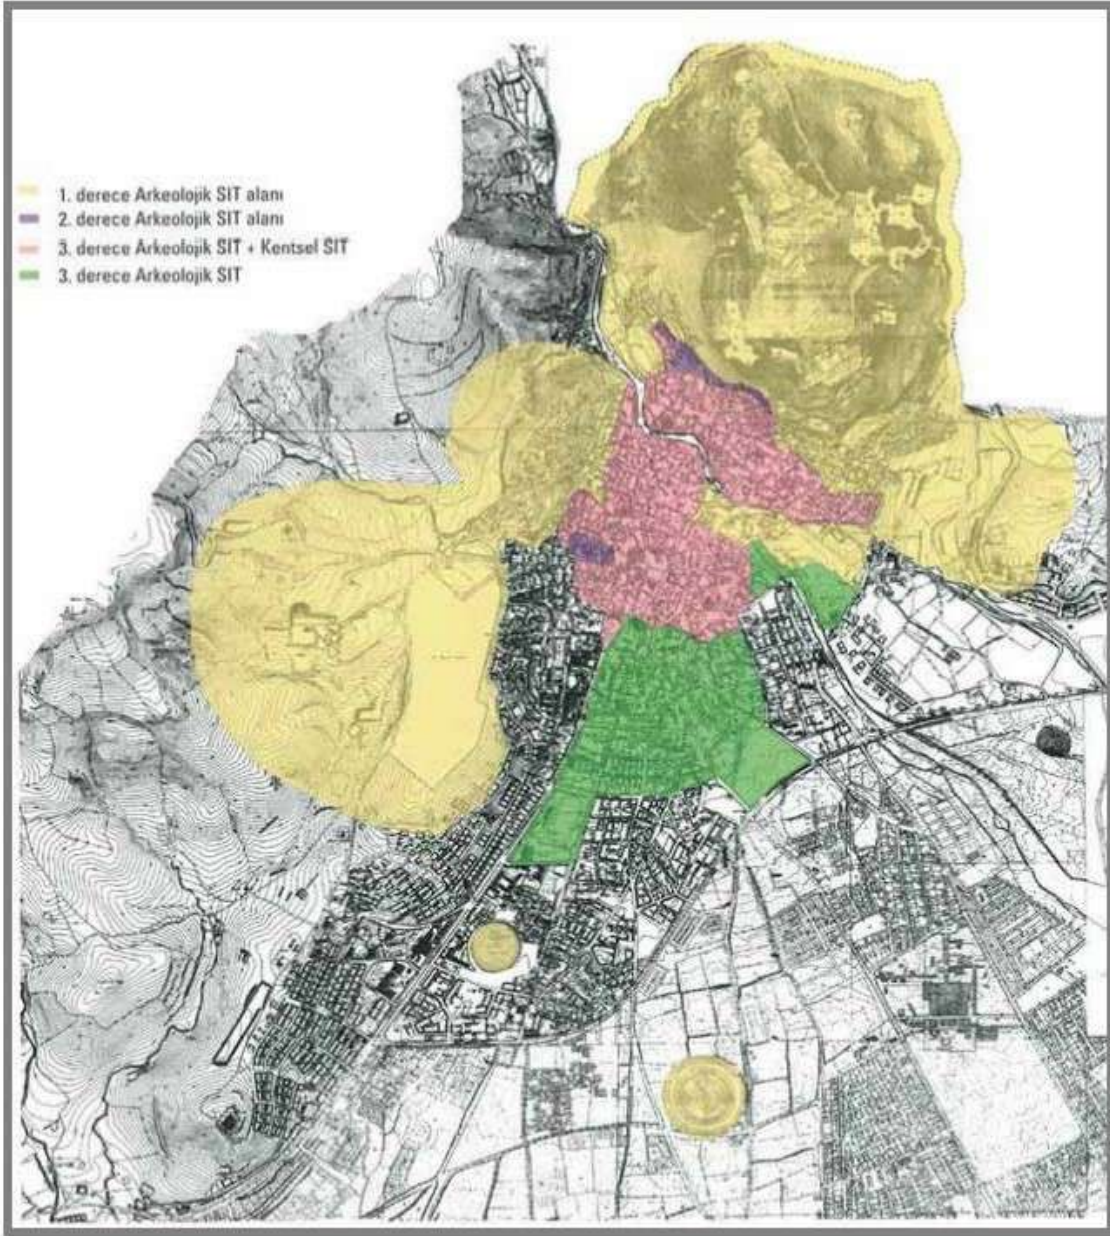 1. derece Arkeolojik SIT alanı
2. derece Arkeolojik SIT alanı
3. derece Arkeolojik SIT + Kentsel SIT
3. derece Arkeolojik SIT